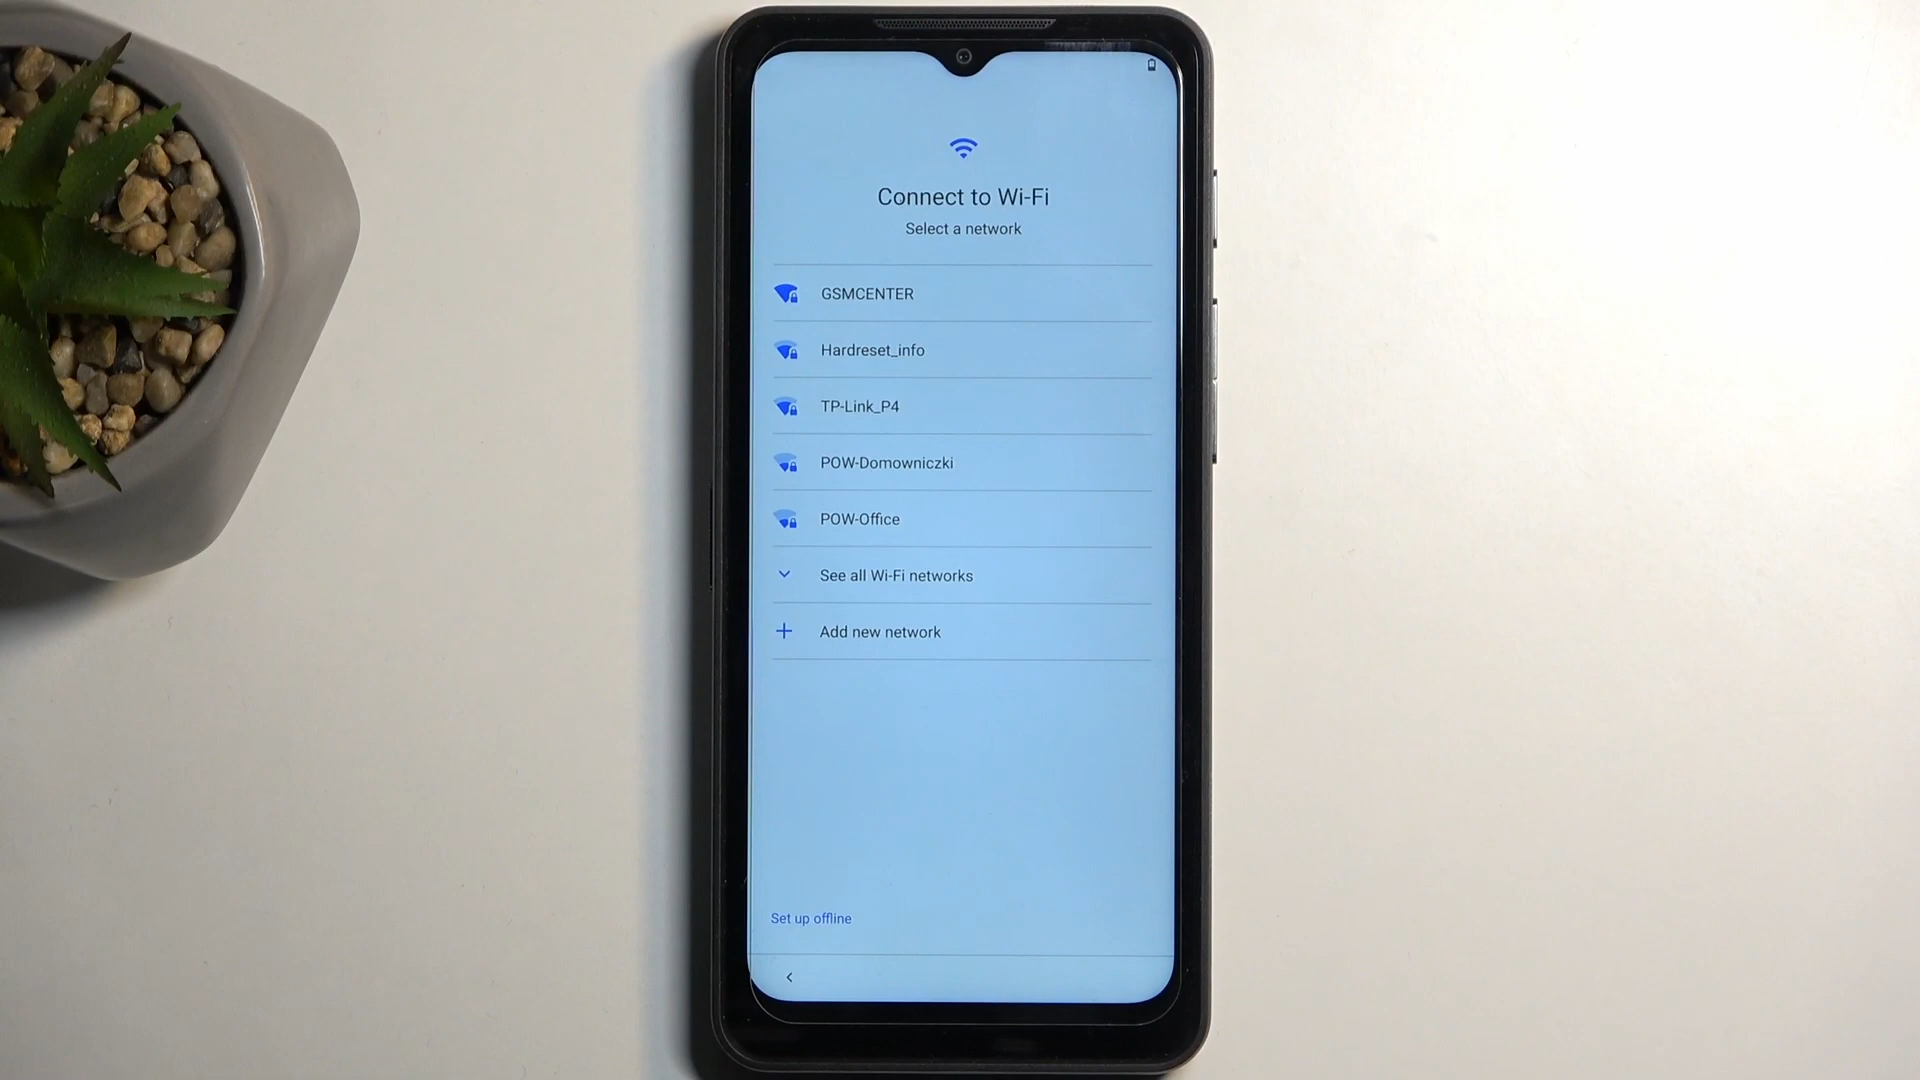 Connect to Wi-Fi
Select a network
GSMCENTER
Hardreset_info
TP-Link_P4
POW-Domowniczki
POW-Office
See all Wi-Fi networks
Add new network
Set up offline